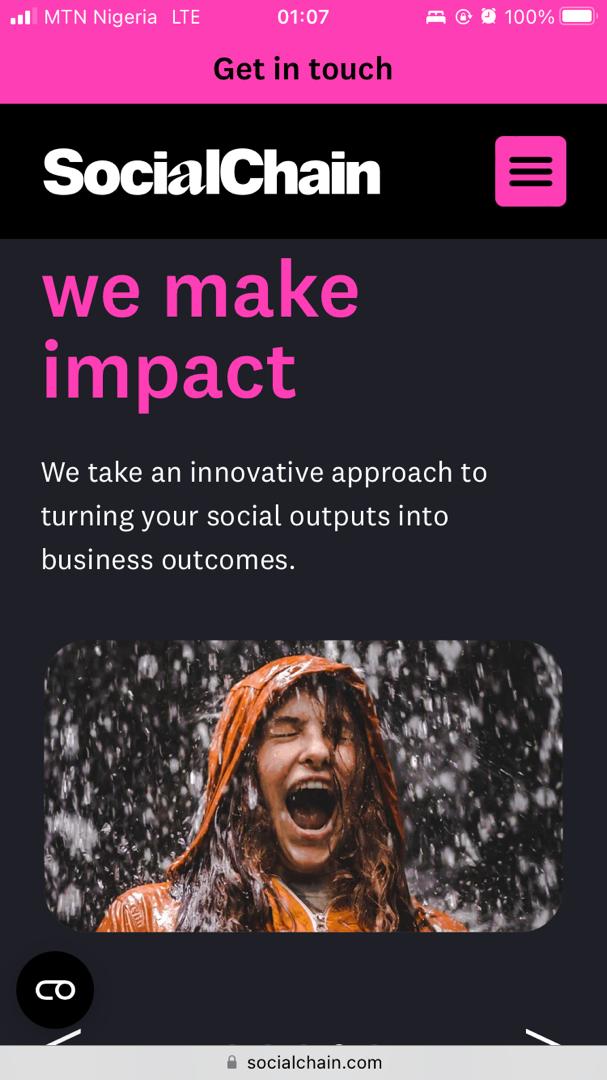 MTN Nigeria LTE 01:07 100%
Get in touch
SocialChain
we make
impact
We take an innovative approach to
turning your social outputs into
business outcomes.
socialchain.com